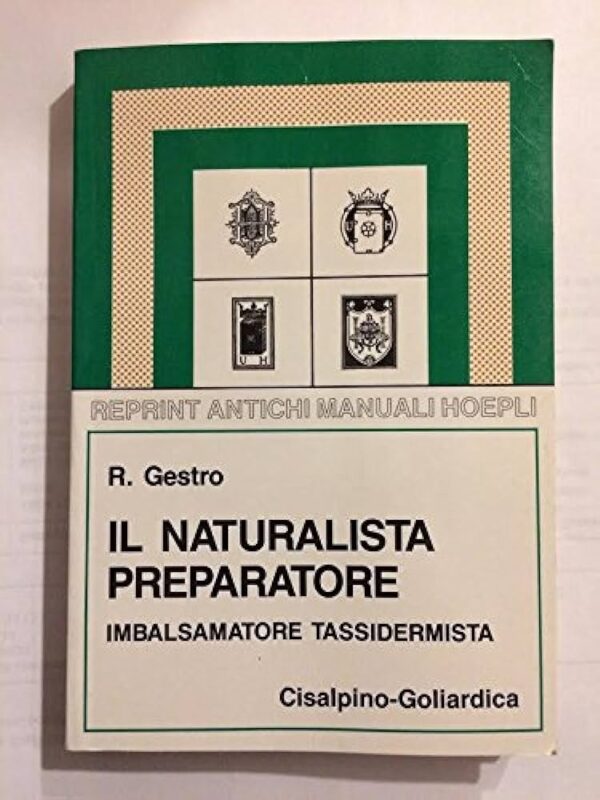 U H
U H
REPRINT ANTICHI MANUALI HOEPLI
R. Gestro
IL NATURALISTA
PREPARATORE
IMBALSAMATORE TASSIDERMISTA
Cisalpino-Goliardica